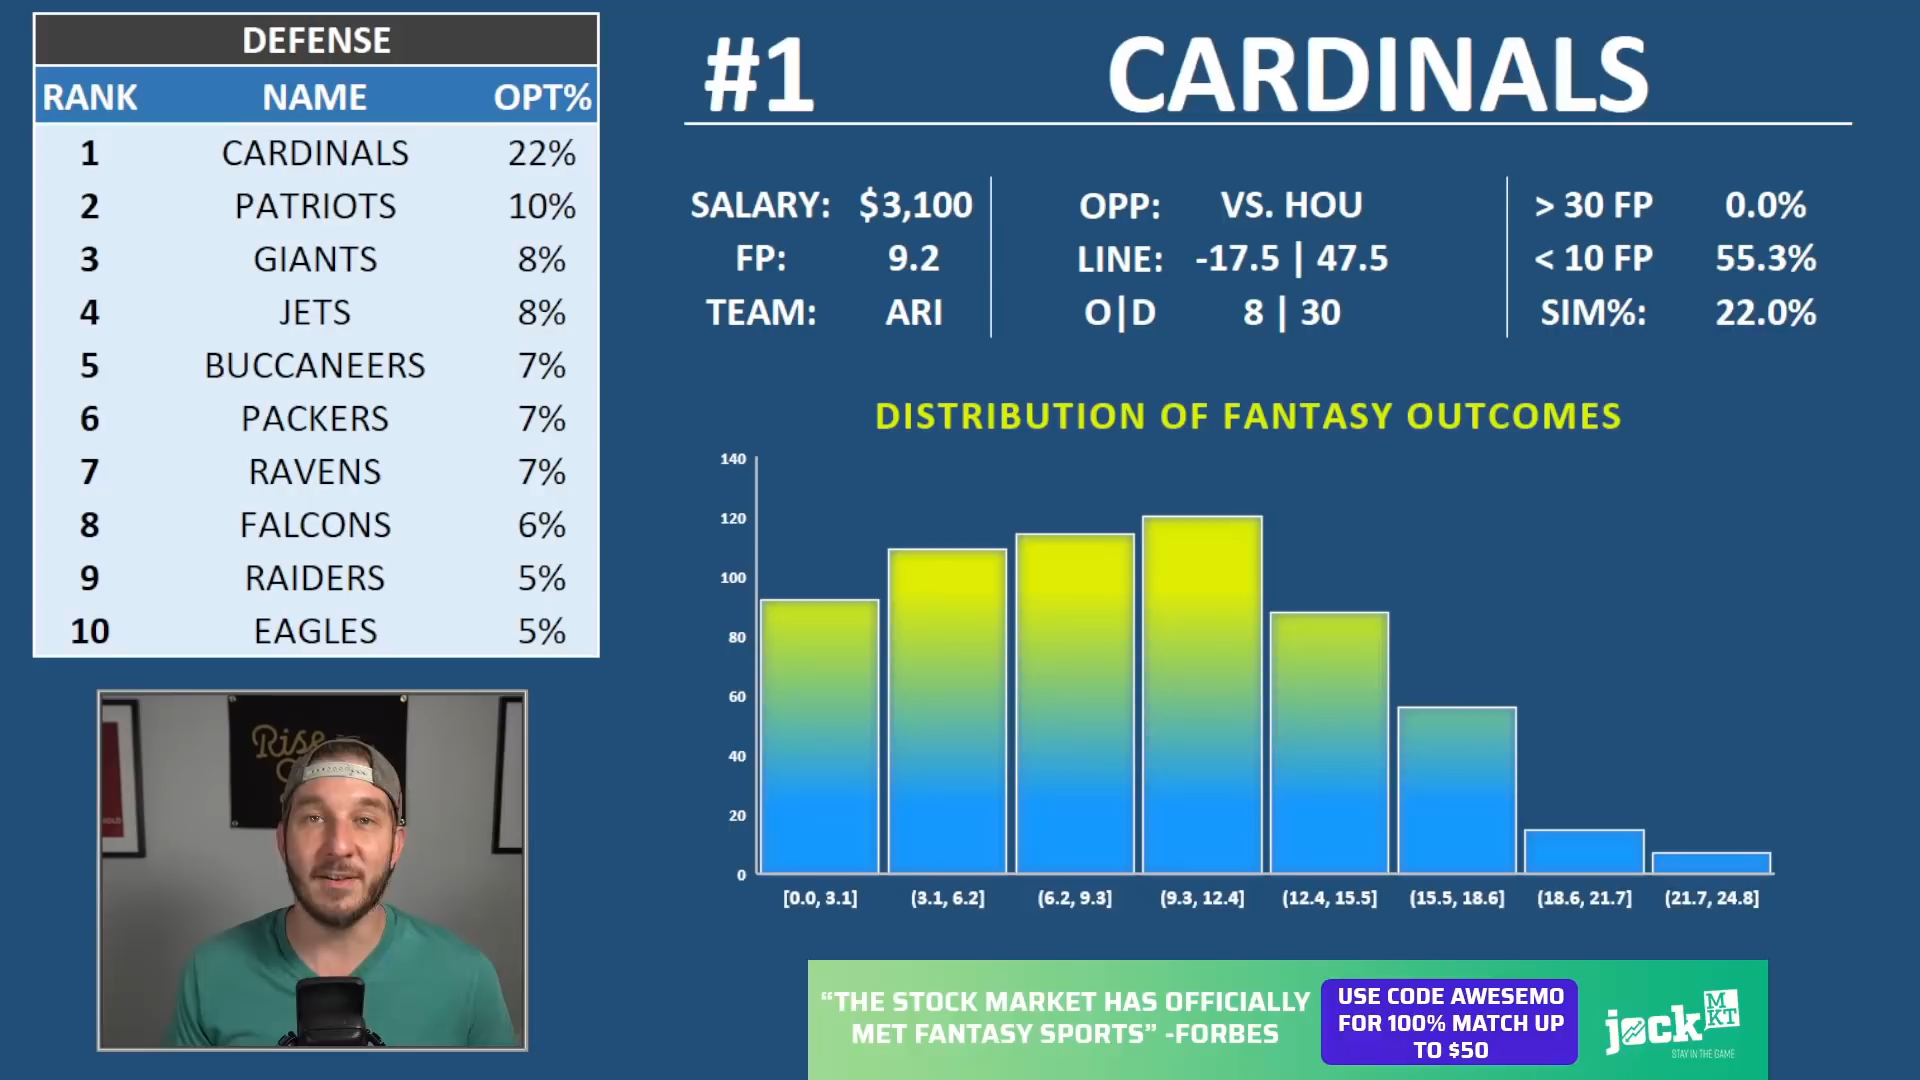 DEFENSE
RANK NAME OPT%
1 CARDINALS 22%
2 PATRIOTS 10%
3 GIANTS 8%
4 JETS 8%
5 BUCCANEERS 7%
6 PACKERS 7%
7 RAVENS 7%
8 FALCONS 6%
9 RAIDERS 5%
10 EAGLES 5%
#1 CARDINALS
SALARY: $3,100 OPP: VS. HOU > 30 FP 0.0%
FP: 9.2 LINE: -17.5 | 47.5 < 10 FP 55.3%
TEAM: ARI O|D 8 | 30 SIM%: 22.0%
DISTRIBUTION OF FANTASY OUTCOMES
140
120
100
80
60
40
20
0
[0.0, 3.1] (3.1, 6.2] (6.2, 9.3] (9.3, 12.4] (12.4, 15.5] (15.5, 18.6] (18.6, 21.7] (21.7, 24.8]
Rise
“THE STOCK MARKET HAS OFFICIALLY
MET FANTASY SPORTS” -FORBES
USE CODE AWESEMO
FOR 100% MATCH UP
TO $50
jock MKT
STAY IN THE GAME